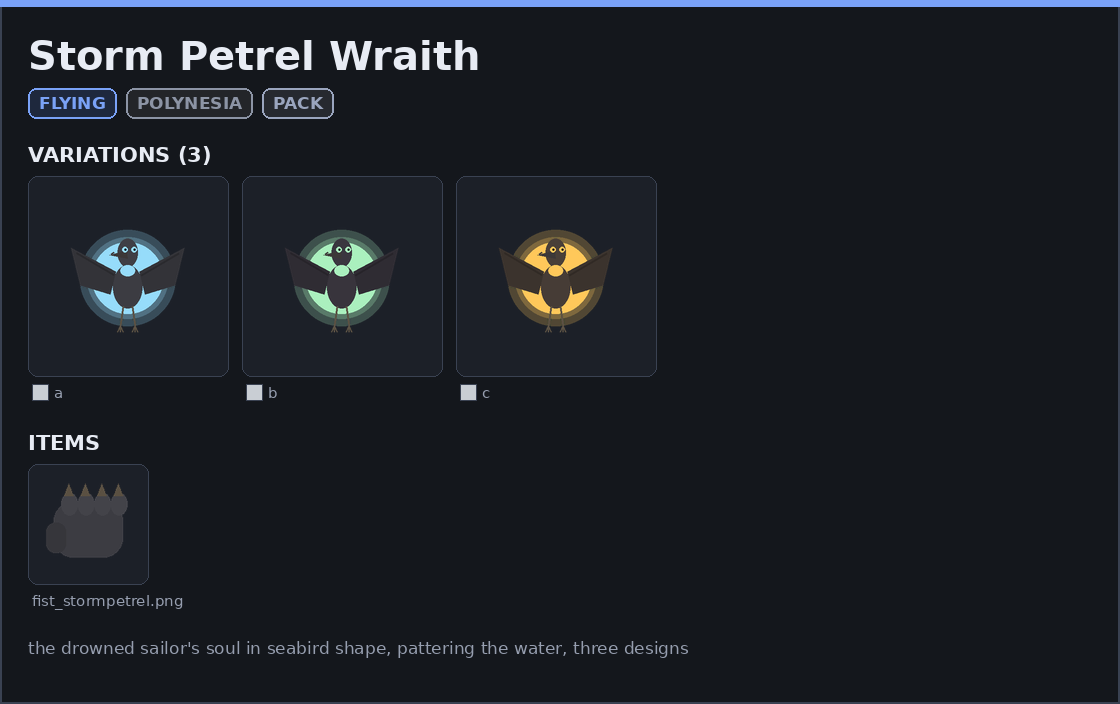 Storm Petrel Wraith
FLYING POLYNESIA PACK
VARIATIONS (3)
a b c
ITEMS
fist_stormpetrel.png
the drowned sailor's soul in seabird shape, pattering the water, three designs